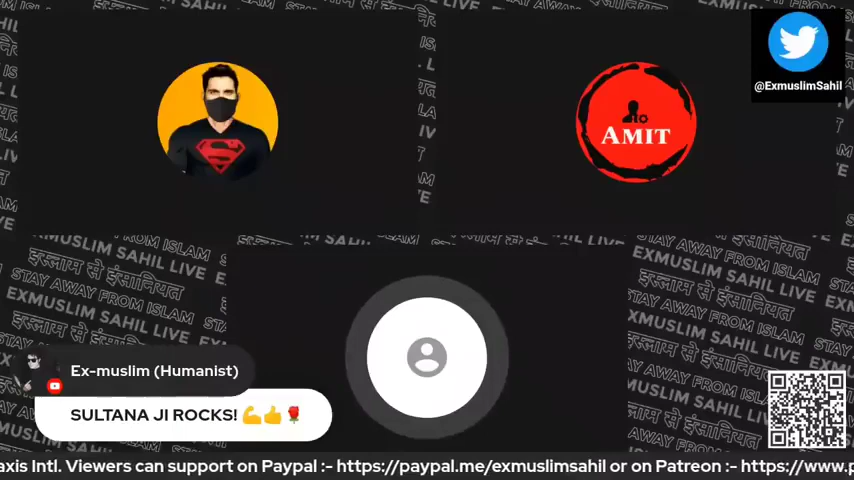 @ExmuslimSahil
AMIT
STAY AWAY FROM ISLAM
EXMUSLIM SAHIL LIVE
इस्लाम से इंसानियत
Ex-muslim (Humanist)
SULTANA JI ROCKS! 💪👍🌹
axis Intl. Viewers can support on Paypal :- https://paypal.me/exmuslimsahil or on Patreon :- https://www.p